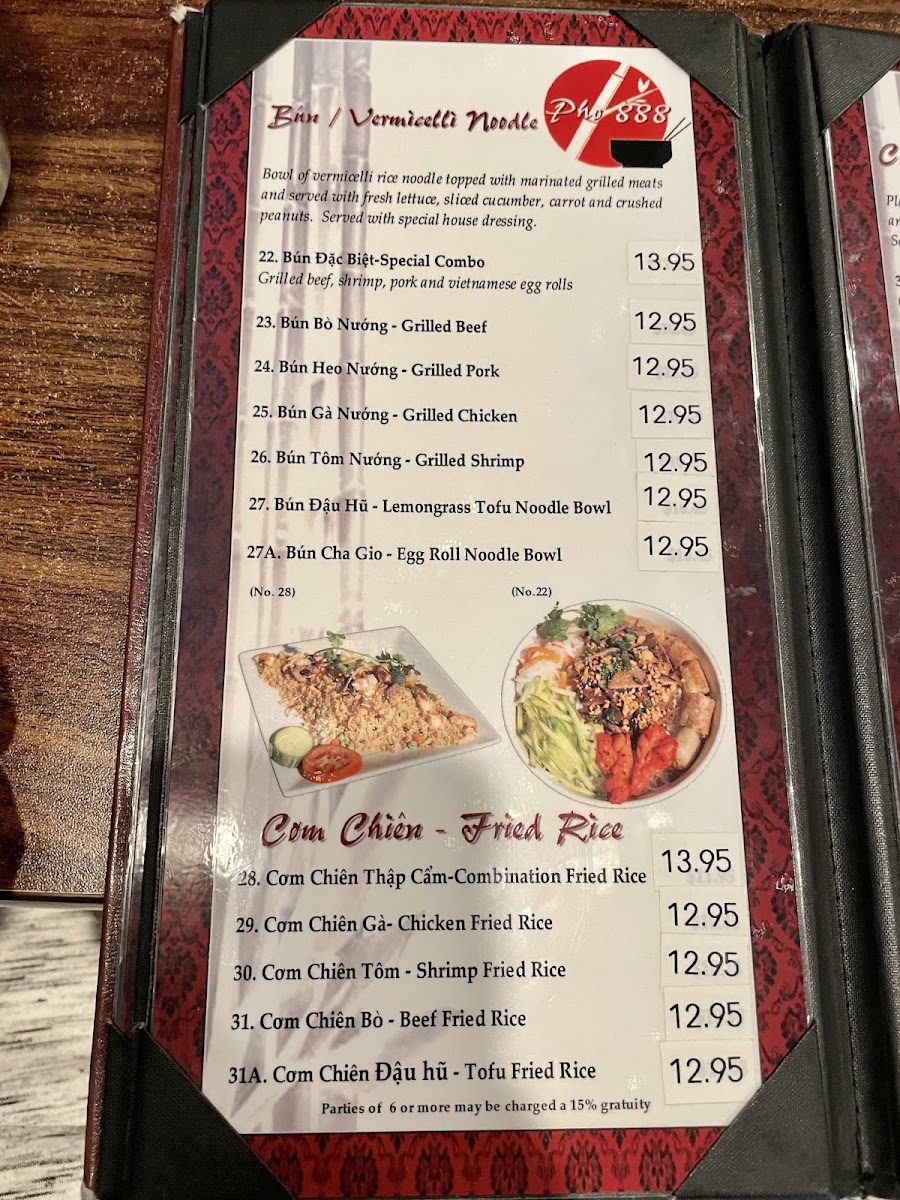 Bún / Vermicelli Noodle
Pho 888
Bowl of vermicelli rice noodle topped with marinated grilled meats
and served with fresh lettuce, sliced cucumber, carrot and crushed
peanuts. Served with special house dressing.
22. Bún Đặc Biệt-Special Combo 13.95
Grilled beef, shrimp, pork and vietnamese egg rolls
23. Bún Bò Nướng - Grilled Beef 12.95
24. Bún Heo Nướng - Grilled Pork 12.95
25. Bún Gà Nướng - Grilled Chicken 12.95
26. Bún Tôm Nướng - Grilled Shrimp 12.95
27. Bún Đậu Hũ - Lemongrass Tofu Noodle Bowl 12.95
27A. Bún Cha Gio - Egg Roll Noodle Bowl 12.95
(No. 28) (No.22)
Cơm Chiên - Fried Rice
28. Cơm Chiên Thập Cẩm-Combination Fried Rice 13.95
29. Cơm Chiên Gà- Chicken Fried Rice 12.95
30. Cơm Chiên Tôm - Shrimp Fried Rice 12.95
31. Cơm Chiên Bò - Beef Fried Rice 12.95
31A. Cơm Chiên Đậu hũ - Tofu Fried Rice 12.95
Parties of 6 or more may be charged a 15% gratuity